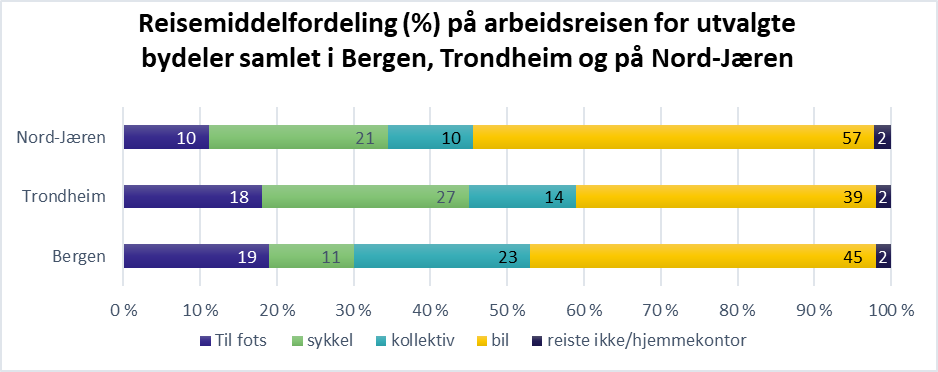 Reisemiddelfordeling (%) på arbeidsreisen for utvalgte
bydeler samlet i Bergen, Trondheim og på Nord-Jæren
Nord-Jæren 10 21 10 57 2
Trondheim 18 27 14 39 2
Bergen 19 11 23 45 2
0 % 10 % 20 % 30 % 40 % 50 % 60 % 70 % 80 % 90 % 100 %
Til fots sykkel kollektiv bil reiste ikke/hjemmekontor